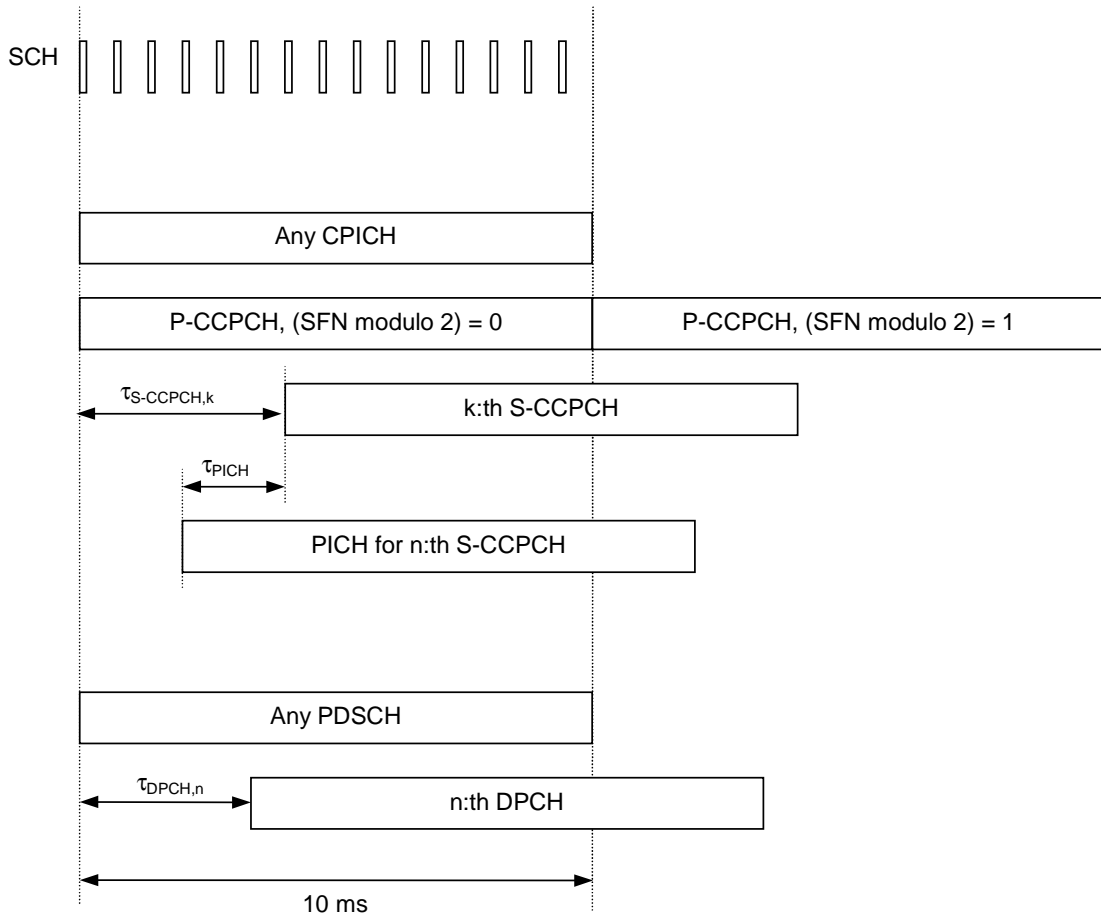 SCH
Any CPICH
P-CCPCH, (SFN modulo 2) = 0
P-CCPCH, (SFN modulo 2) = 1
τS-CCPCH,k
k:th S-CCPCH
τPICH
PICH for n:th S-CCPCH
Any PDSCH
τDPCH,n
n:th DPCH
10 ms